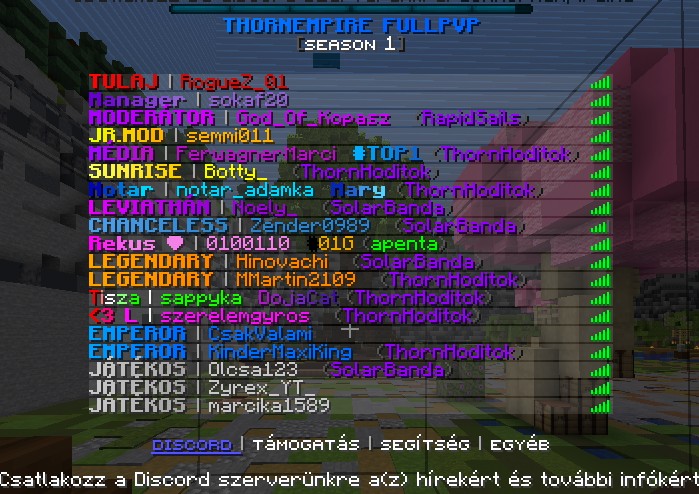 THORNEMPIRE FULLPVP
[SEASON 1]
TULAJ | RogueZ_01
Manager | sokaf20
MODERÁTOR | God_Of_Kopasz (RapidSails)
JR.MOD | semmi011
MÉDIA | FerwagnerMarci #TOP1 (ThornHoditok)
SUNRISE | Botty_ (ThornHoditok)
Notar | notar_adamka Mary (ThornHoditok)
LEVIATHAN | Noely_ (SolarBanda)
CHANCELESS | Zender0989 (SolarBanda)
Rekus ♥ | 0100110 01G (apenta)
LEGENDARY | Hinovachi (SolarBanda)
LEGENDARY | MMartin2109 (ThornHoditok)
Tisza | sappyka DoJaCat (ThornHoditok)
<3 L | szerelemgyros (ThornHoditok)
EMPEROR | CsakValami
EMPEROR | KinderMaxiKing (ThornHoditok)
JÁTÉKOS | Olcsa123 (SolarBanda)
JÁTÉKOS | Zyrex_YT_
JÁTÉKOS | marcika1589
DISCORD | TÁMOGATÁS | SEGÍTSÉG | EGYÉB
Csatlakozz a Discord szerverünkre a(z) hírekért és további infókért